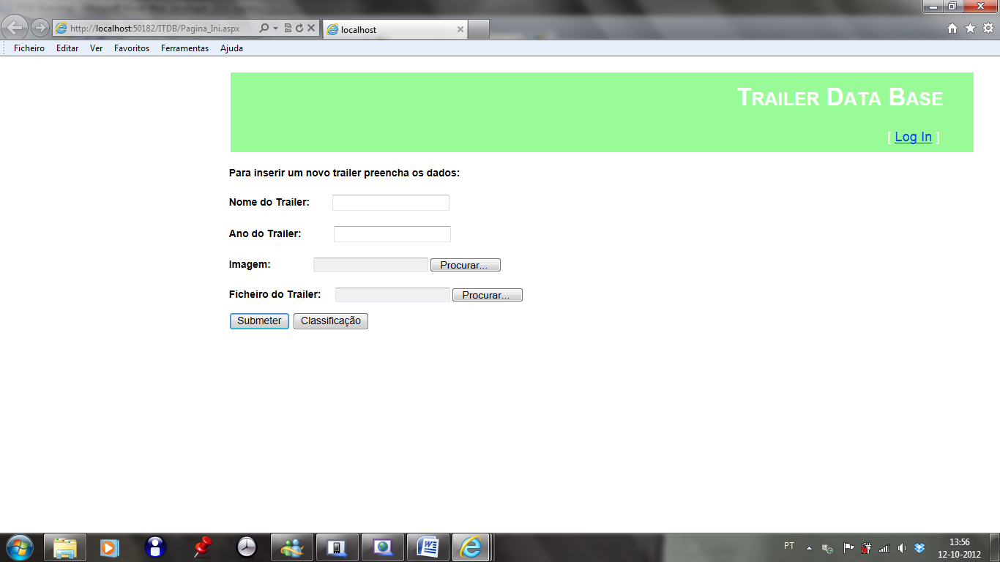 http://localhost:50182/ITDB/Pagina_Ini.aspx
localhost
Ficheiro Editar Ver Favoritos Ferramentas Ajuda
Trailer Data Base
[ Log In ]
Para inserir um novo trailer preencha os dados:
Nome do Trailer:
Ano do Trailer:
Imagem: Procurar...
Ficheiro do Trailer: Procurar...
Submeter Classificação
PT
13:56
12-10-2012